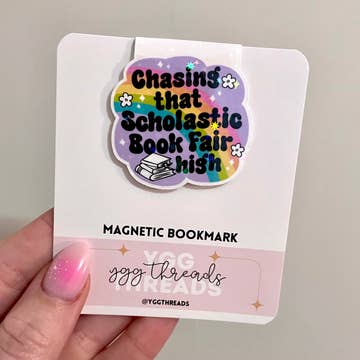 Chasing
that
Scholastic
Book Fair
high
MAGNETIC BOOKMARK
YGG
ygg threads
THREADS
@YGGTHREADS